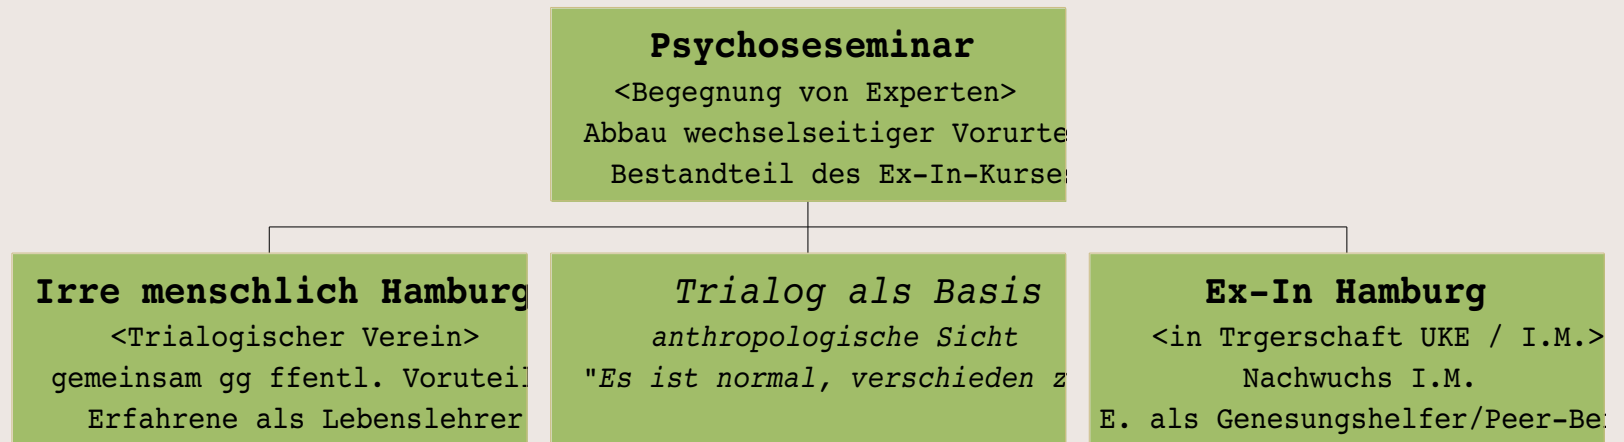 Psychoseseminar
<Begegnung von Experten>
Abbau wechselseitiger Vorurte
Bestandteil des Ex-In-Kurses
Irre menschlich Hamburg
<Trialogischer Verein>
gemeinsam gg ffentl. Voruteil
Erfahrene als Lebenslehrer
Trialog als Basis
anthropologische Sicht
"Es ist normal, verschieden z
Ex-In Hamburg
<in Trgerschaft UKE / I.M.>
Nachwuchs I.M.
E. als Genesungshelfer/Peer-Be